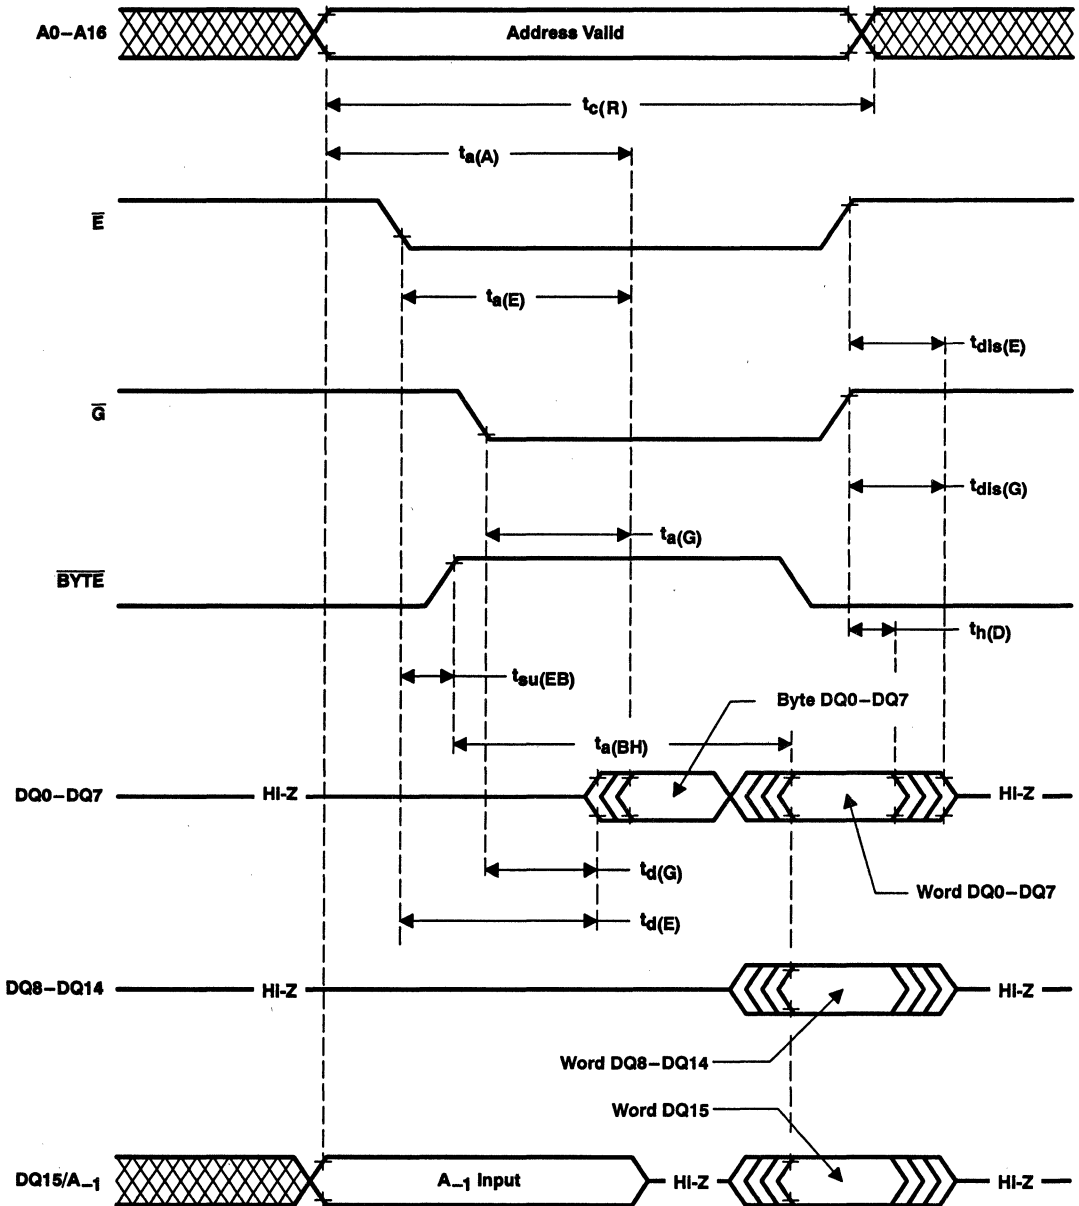 A0–A16
Address Valid
tc(R)
ta(A)
E̅
ta(E)
tdis(E)
G̅
tdis(G)
ta(G)
B̅Y̅T̅E̅
th(D)
tsu(EB)
Byte DQ0–DQ7
ta(BH)
DQ0–DQ7 HI-Z HI-Z
td(G)
Word DQ0–DQ7
td(E)
DQ8–DQ14 HI-Z HI-Z
Word DQ8–DQ14
Word DQ15
DQ15/A–1 A–1 Input HI-Z HI-Z